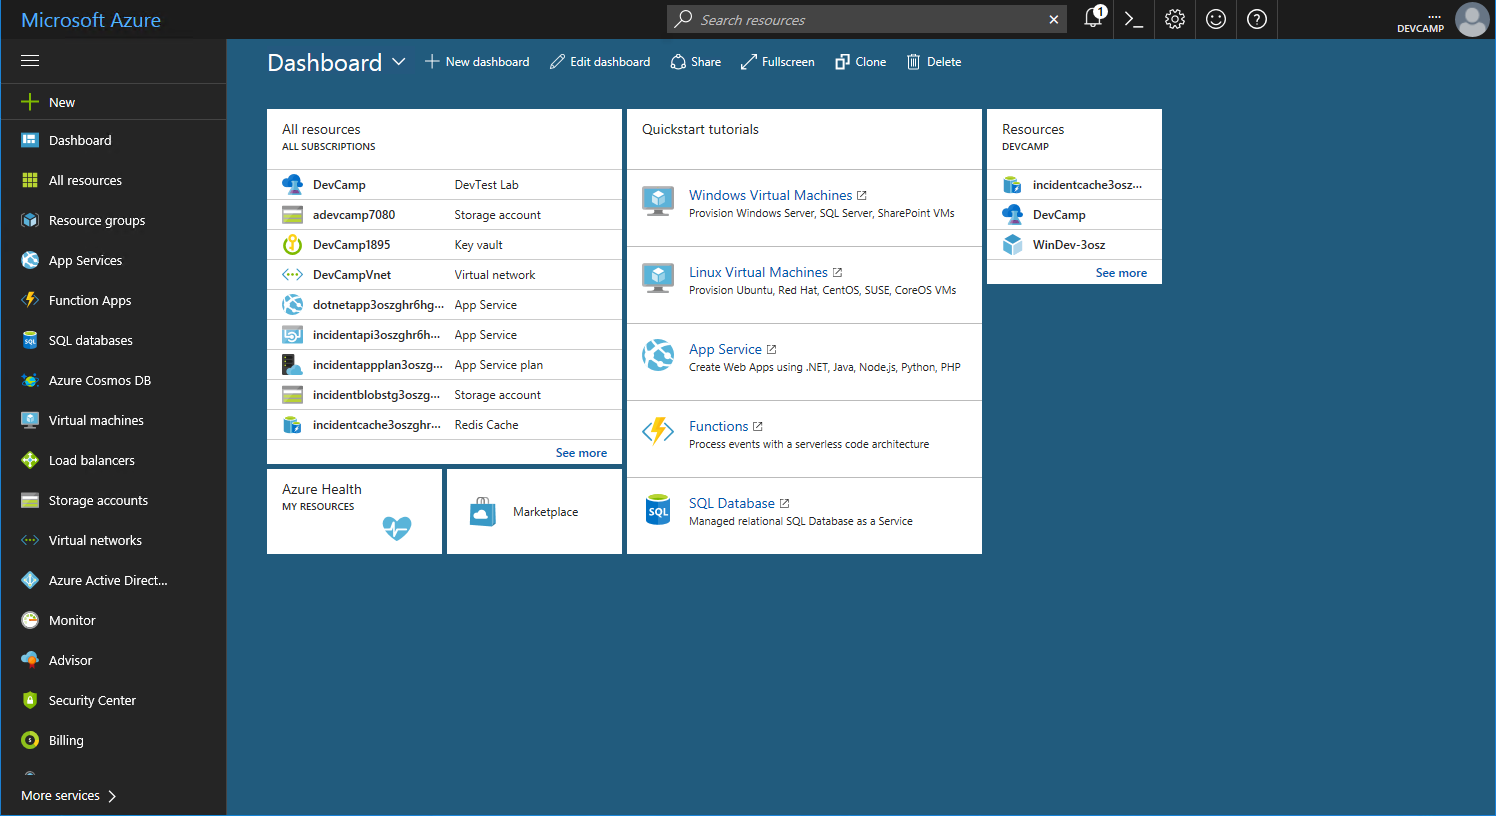 Microsoft Azure
Search resources
1
....
DEVCAMP
New
Dashboard
All resources
Resource groups
App Services
Function Apps
SQL databases
Azure Cosmos DB
Virtual machines
Load balancers
Storage accounts
Virtual networks
Azure Active Direct...
Monitor
Advisor
Security Center
Billing
More services
Dashboard
New dashboard
Edit dashboard
Share
Fullscreen
Clone
Delete
All resources
ALL SUBSCRIPTIONS
DevCamp DevTest Lab
adevcamp7080 Storage account
DevCamp1895 Key vault
DevCampVnet Virtual network
dotnetapp3oszghr6hg... App Service
incidentapi3oszghr6h... App Service
incidentappplan3oszg... App Service plan
incidentblobstg3oszg... Storage account
incidentcache3oszghr... Redis Cache
See more
Azure Health
MY RESOURCES
Marketplace
Quickstart tutorials
Windows Virtual Machines
Provision Windows Server, SQL Server, SharePoint VMs
Linux Virtual Machines
Provision Ubuntu, Red Hat, CentOS, SUSE, CoreOS VMs
App Service
Create Web Apps using .NET, Java, Node.js, Python, PHP
Functions
Process events with a serverless code architecture
SQL
SQL Database
Managed relational SQL Database as a Service
Resources
DEVCAMP
incidentcache3osz...
DevCamp
WinDev-3osz
See more